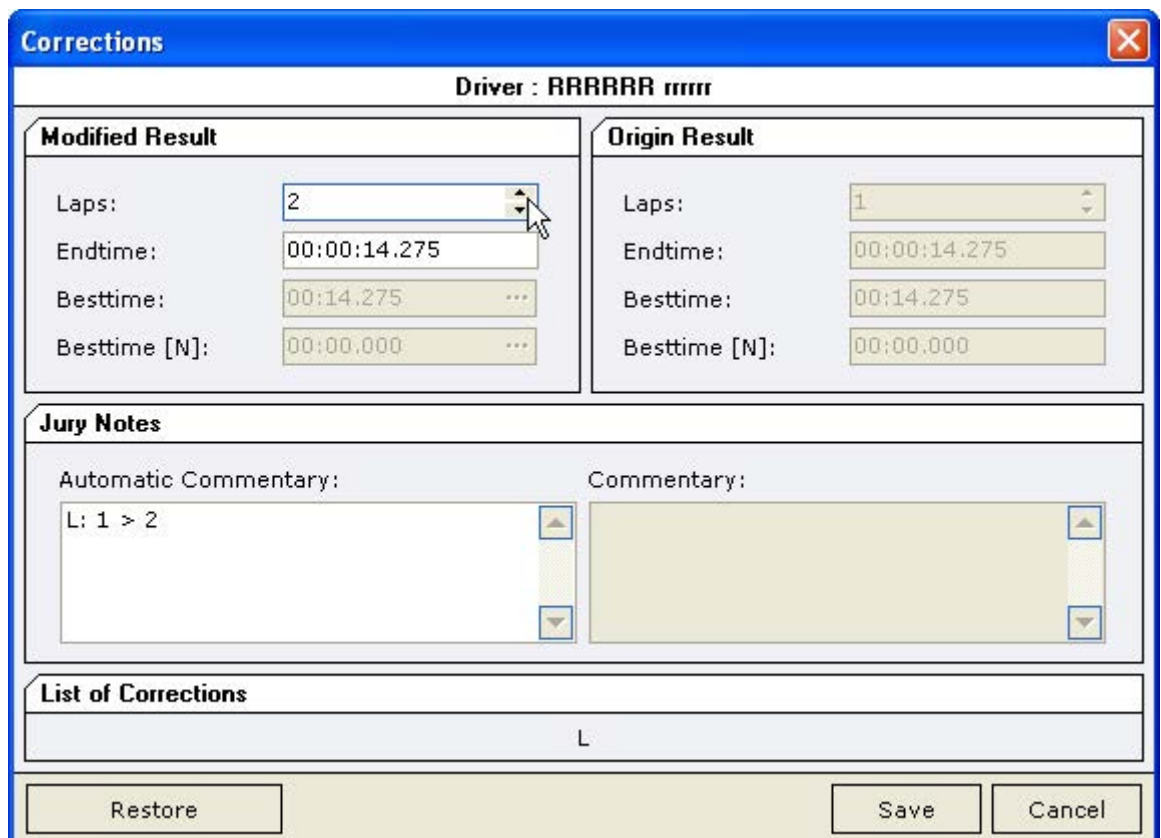 Corrections
Driver : RRRRRR rrrrr
Modified Result
Laps: 2
Endtime: 00:00:14.275
Besttime: 00:14.275 ...
Besttime [N]: 00:00.000 ...
Origin Result
Laps: 1
Endtime: 00:00:14.275
Besttime: 00:14.275
Besttime [N]: 00:00.000
Jury Notes
Automatic Commentary:
L: 1 > 2
Commentary:
List of Corrections
L
Restore Save Cancel